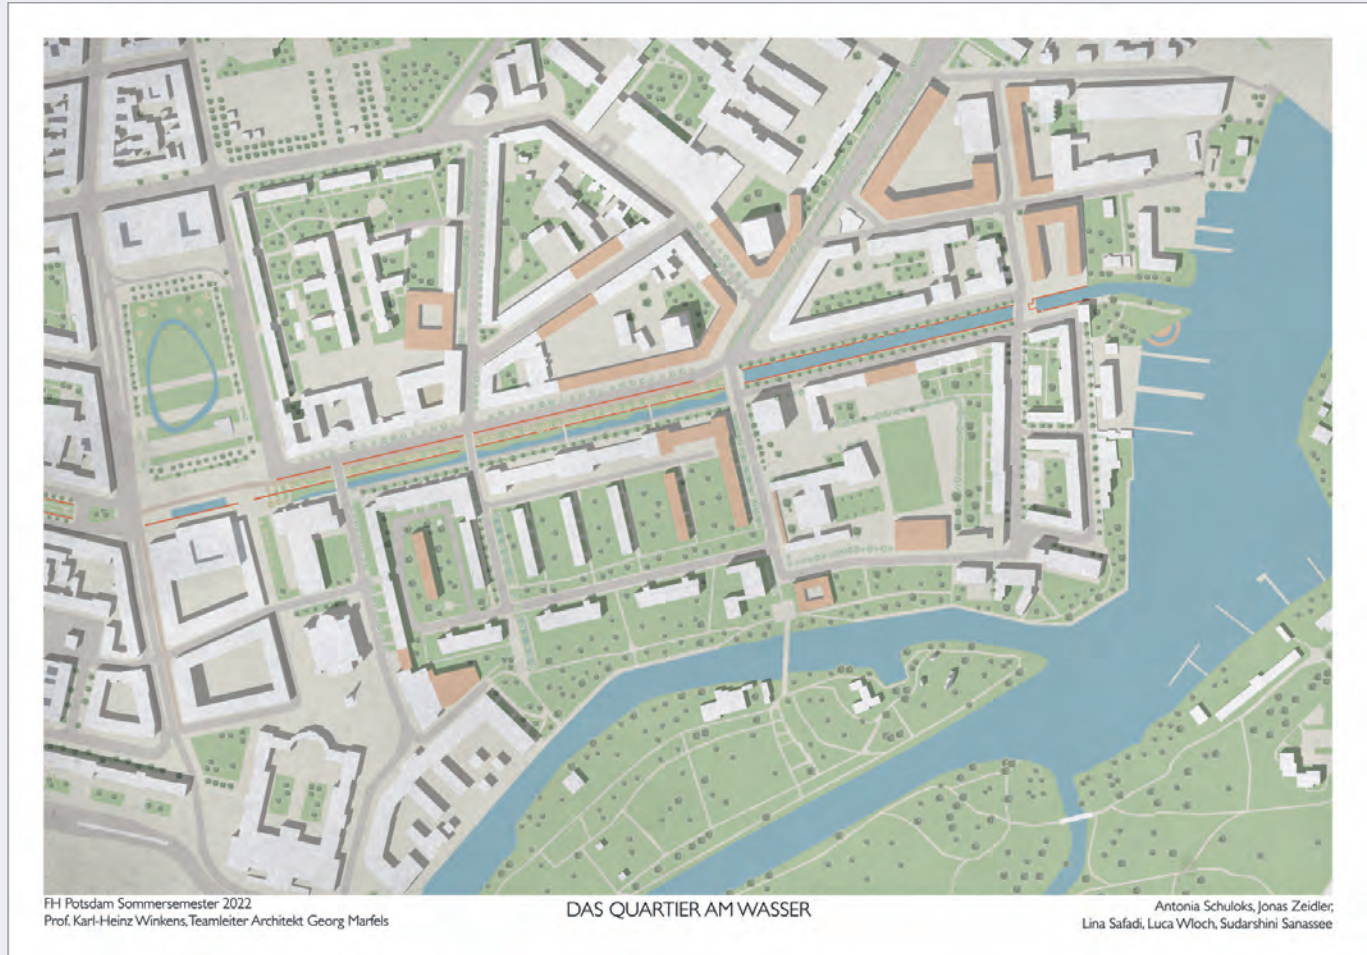 FH Potsdam Sommersemester 2022
Prof. Karl-Heinz Winkens, Teamleiter Architekt Georg Marfels
DAS QUARTIER AM WASSER
Antonia Schuloks, Jonas Zeidler,
Lina Safadi, Luca Wloch, Sudarshini Sanassee